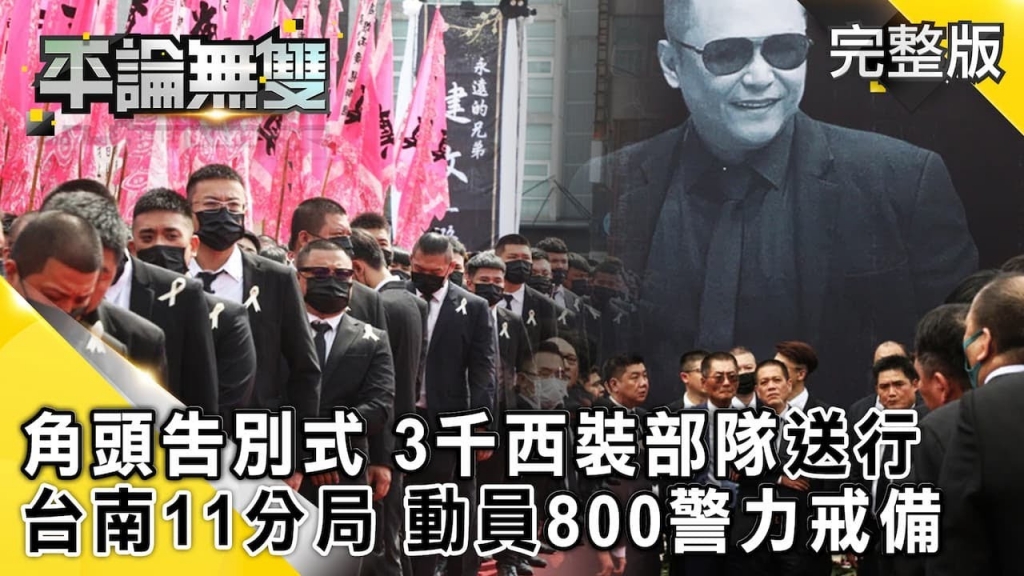 平論無雙
完整版
永遠的兄弟
角頭告別式 3千西裝部隊送行
台南11分局 動員800警力戒備